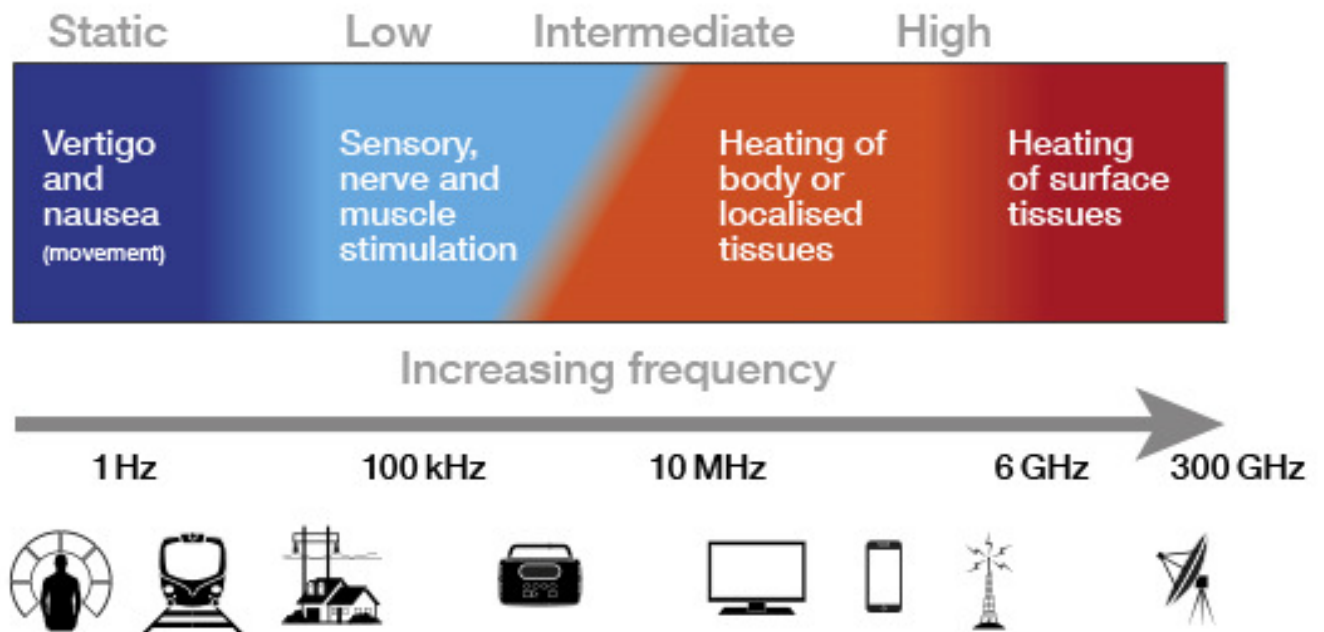 Static Low Intermediate High
Vertigo
and
nausea
(movement)
Sensory,
nerve and
muscle
stimulation
Heating of
body or
localised
tissues
Heating
of surface
tissues
Increasing frequency
1 Hz 100 kHz 10 MHz 6 GHz 300 GHz